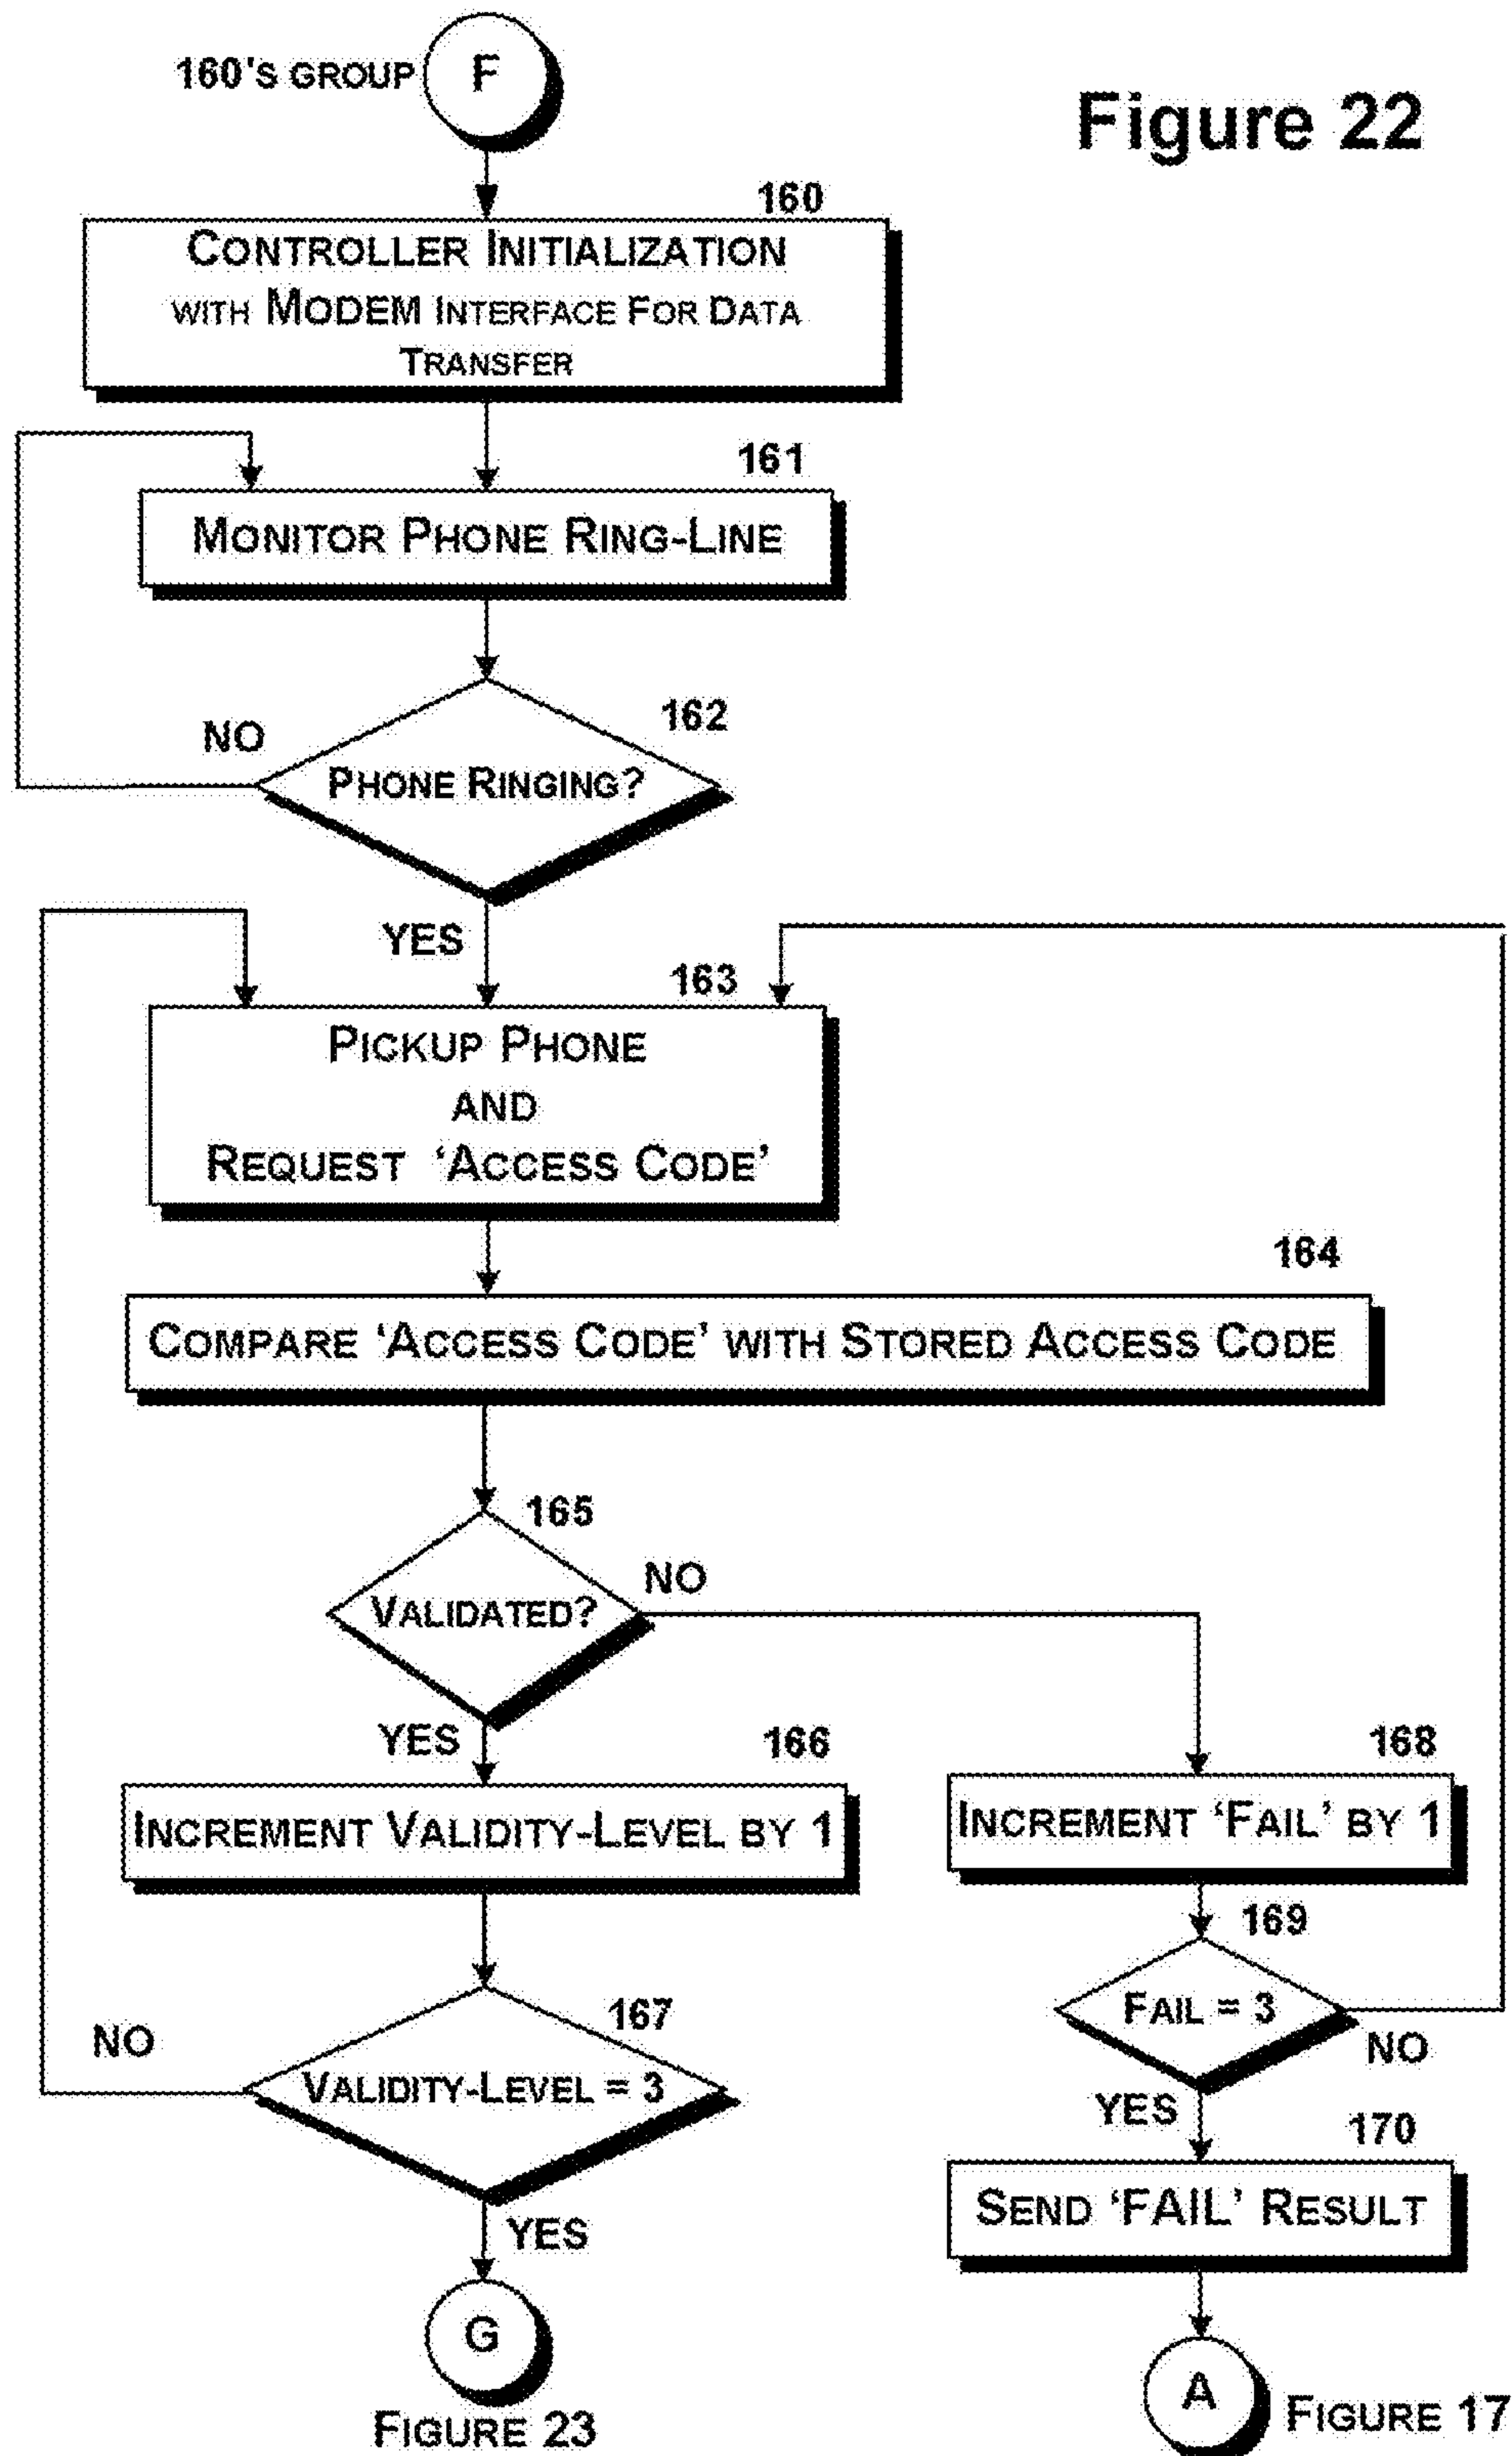 160's GROUP
F
Figure 22
160
CONTROLLER INITIALIZATION
WITH MODEM INTERFACE FOR DATA
TRANSFER
161
MONITOR PHONE RING-LINE
162
NO
PHONE RINGING?
YES
163
PICKUP PHONE
AND
REQUEST 'ACCESS CODE'
164
COMPARE 'ACCESS CODE' WITH STORED ACCESS CODE
165
NO
VALIDATED?
YES
166
INCREMENT VALIDITY-LEVEL BY 1
168
INCREMENT 'FAIL' BY 1
169
FAIL = 3
NO
YES
167
NO
VALIDITY-LEVEL = 3
YES
170
SEND 'FAIL' RESULT
G
FIGURE 23
A
FIGURE 17